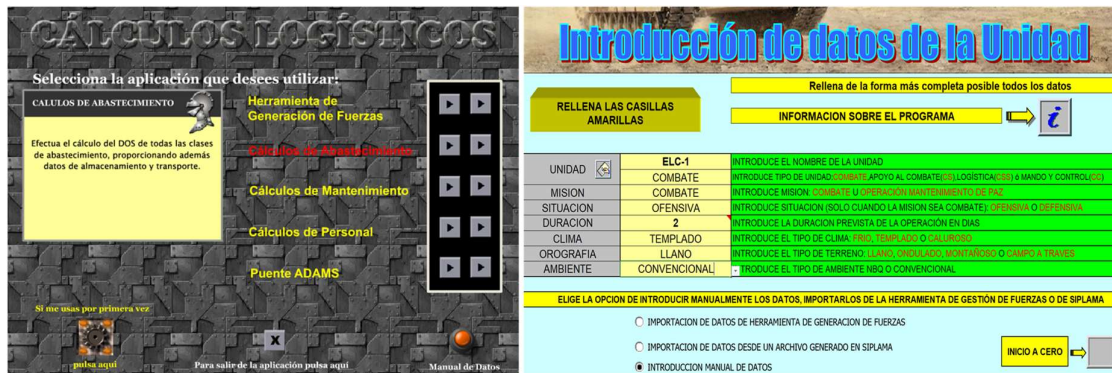 CÁLCULOS LOGÍSTICOS
Selecciona la aplicación que desees utilizar:
CALULOS DE ABASTECIMIENTO
Efectua el cálculo del DOS de todas las clases
de abastecimiento, proporcionando además
datos de almacenamiento y transporte.
Herramienta de
Generación de Fuerzas
Cálculos de Abastecimiento
Cálculos de Mantenimiento
Cálculos de Personal
Puente ADAMS
Si me usas por primera vez
pulsa aqui
X
Para salir de la aplicación pulsa aquí
Manual de Datos
Introducción de datos de la Unidad
RELLENA LAS CASILLAS
AMARILLAS
Rellena de la forma más completa posible todos los datos
INFORMACION SOBRE EL PROGRAMA
i
UNIDAD ELC-1 INTRODUCE EL NOMBRE DE LA UNIDAD
COMBATE INTRODUCE TIPO DE UNIDAD:COMBATE,APOYO AL COMBATE(CS),LOGÍSTICA(CSS) ó MANDO Y CONTROL(CC)
MISION COMBATE INTRODUCE MISION: COMBATE U OPERACIÓN MANTENIMIENTO DE PAZ
SITUACION OFENSIVA INTRODUCE SITUACION (SOLO CUANDO LA MISION SEA COMBATE): OFENSIVA O DEFENSIVA
DURACION 2 INTRODUCE LA DURACION PREVISTA DE LA OPERACIÓN EN DIAS
CLIMA TEMPLADO INTRODUCE EL TIPO DE CLIMA: FRIO, TEMPLADO O CALUROSO
OROGRAFIA LLANO INTRODUCE EL TIPO DE TERRENO: LLANO, ONDULADO, MONTAÑOSO O CAMPO A TRAVES
AMBIENTE CONVENCIONAL TRODUCE EL TIPO DE AMBIENTE NBQ O CONVENCIONAL
ELIGE LA OPCION DE INTRODUCIR MANUALMENTE LOS DATOS, IMPORTARLOS DE LA HERRAMIENTA DE GESTIÓN DE FUERZAS O DE SIPLAMA
IMPORTACION DE DATOS DE HERRAMIENTA DE GENERACION DE FUERZAS
IMPORTACION DE DATOS DESDE UN ARCHIVO GENERADO EN SIPLAMA
INTRODUCCION MANUAL DE DATOS
INICIO A CERO